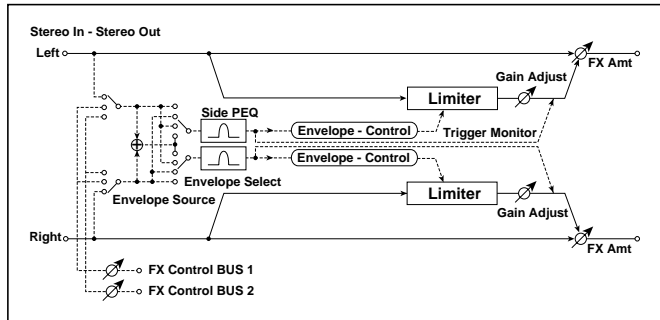 Stereo In - Stereo Out
Left
FX Amt
Gain Adjust
Limiter
Side PEQ
Envelope - Control
Trigger Monitor
Envelope - Control
Envelope Select
Envelope Source
Limiter
Gain Adjust
Right
FX Amt
FX Control BUS 1
FX Control BUS 2